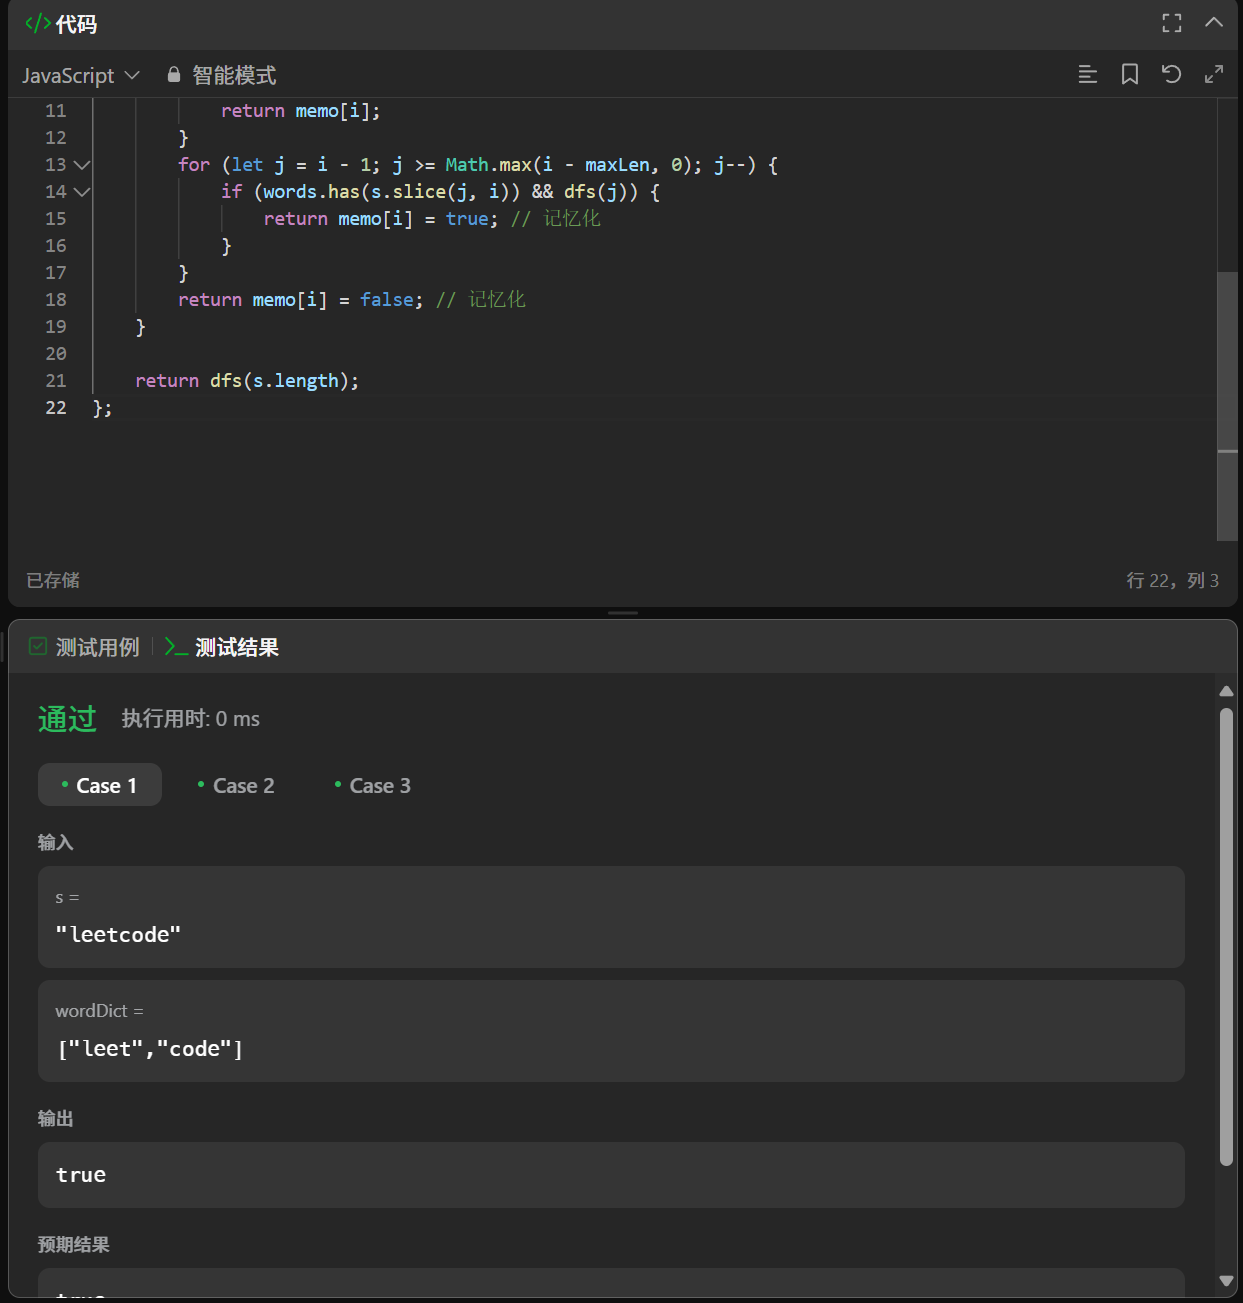 </> 代码
JavaScript 智能模式
11 return memo[i];
12 }
13 for (let j = i - 1; j >= Math.max(i - maxLen, 0); j--) {
14 if (words.has(s.slice(j, i)) && dfs(j)) {
15 return memo[i] = true; // 记忆化
16 }
17 }
18 return memo[i] = false; // 记忆化
19 }
20
21 return dfs(s.length);
22 };
已存储 行 22，列 3
测试用例 测试结果
通过 执行用时: 0 ms
Case 1 Case 2 Case 3
输入
s =
"leetcode"
wordDict =
["leet","code"]
输出
true
预期结果